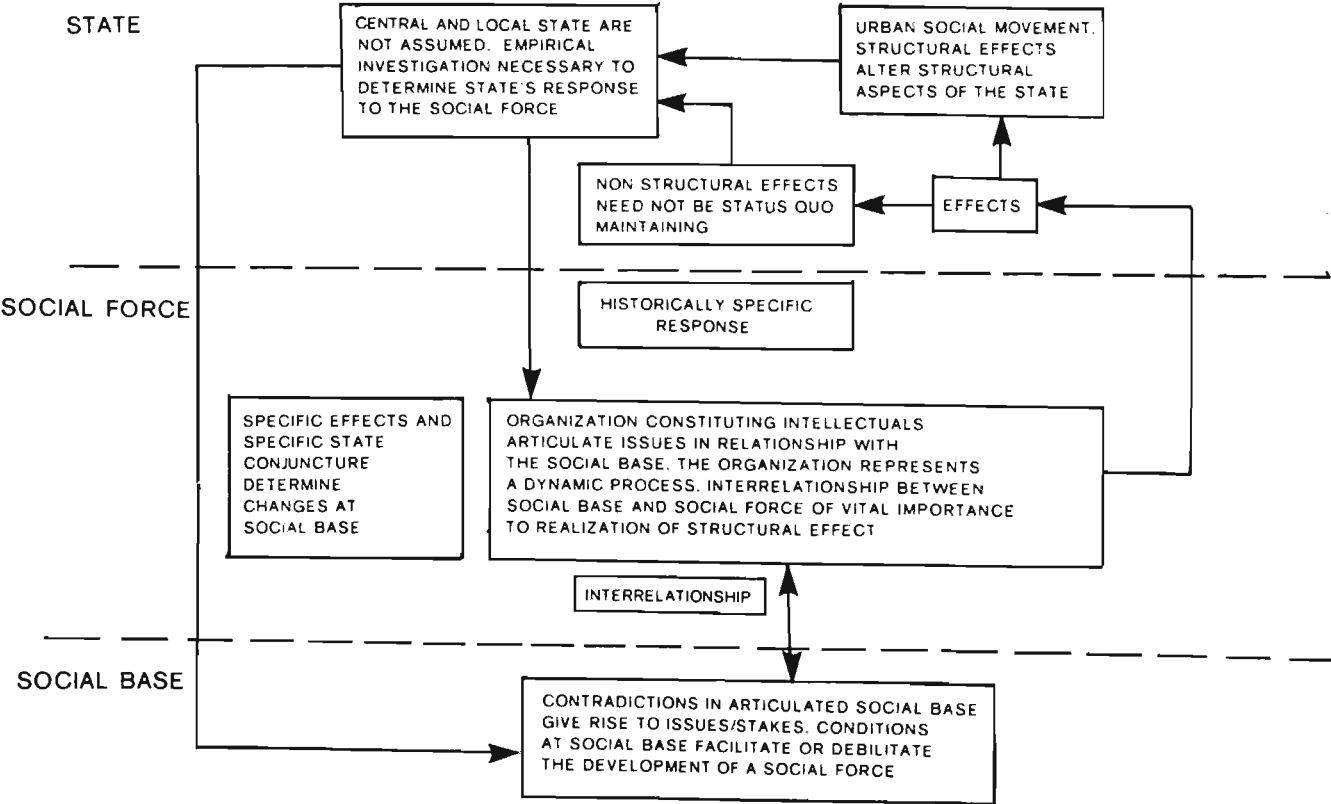 STATE
CENTRAL AND LOCAL STATE ARE
NOT ASSUMED. EMPIRICAL
INVESTIGATION NECESSARY TO
DETERMINE STATE'S RESPONSE
TO THE SOCIAL FORCE
URBAN SOCIAL MOVEMENT.
STRUCTURAL EFFECTS
ALTER STRUCTURAL
ASPECTS OF THE STATE
NON STRUCTURAL EFFECTS
NEED NOT BE STATUS QUO
MAINTAINING
EFFECTS
SOCIAL FORCE
HISTORICALLY SPECIFIC
RESPONSE
SPECIFIC EFFECTS AND
SPECIFIC STATE
CONJUNCTURE
DETERMINE
CHANGES AT
SOCIAL BASE
ORGANIZATION CONSTITUTING INTELLECTUALS
ARTICULATE ISSUES IN RELATIONSHIP WITH
THE SOCIAL BASE. THE ORGANIZATION REPRESENTS
A DYNAMIC PROCESS. INTERRELATIONSHIP BETWEEN
SOCIAL BASE AND SOCIAL FORCE OF VITAL IMPORTANCE
TO REALIZATION OF STRUCTURAL EFFECT
INTERRELATIONSHIP
SOCIAL BASE
CONTRADICTIONS IN ARTICULATED SOCIAL BASE
GIVE RISE TO ISSUES/STAKES. CONDITIONS
AT SOCIAL BASE FACILITATE OR DEBILITATE
THE DEVELOPMENT OF A SOCIAL FORCE